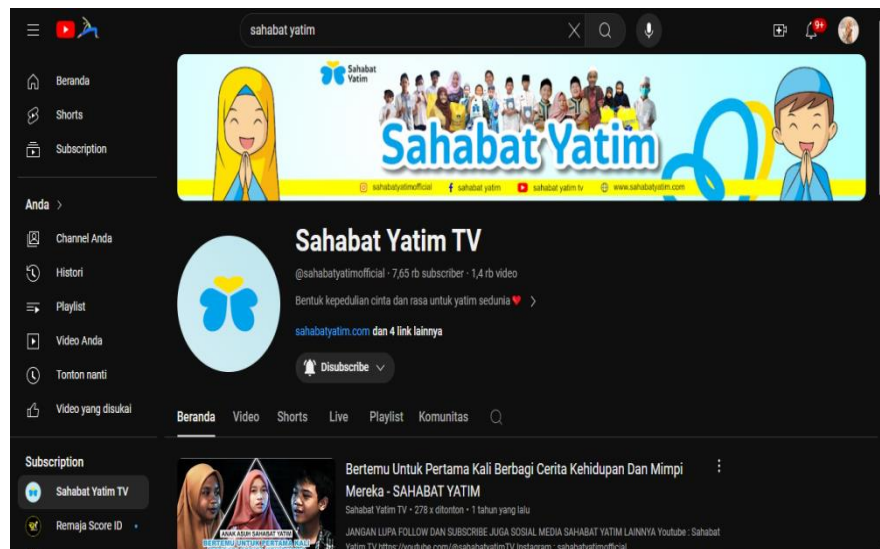 sahabat yatim
9+
Beranda
Shorts
Subscription
Anda
Channel Anda
Histori
Playlist
Video Anda
Tonton nanti
Video yang disukai
Subscription
Sahabat Yatim TV
Remaja Score ID
Sahabat
Yatim
Sahabat Yatim
sahabatyatimofficial
sahabat yatim
sahabat yatim tv
www.sahabatyatim.com
Sahabat Yatim TV
@sahabatyatimofficial · 7,65 rb subscriber · 1,4 rb video
Bentuk kepedulian cinta dan rasa untuk yatim sedunia
sahabatyatim.com dan 4 link lainnya
Disubscribe
Beranda Video Shorts Live Playlist Komunitas
ANAK ASUH SAHABAT YATIM
BERTEMU UNTUK PERTAMA KALI
Bertemu Untuk Pertama Kali Berbagi Cerita Kehidupan Dan Mimpi
Mereka - SAHABAT YATIM
Sahabat Yatim TV • 278 x ditonton • 1 tahun yang lalu
JANGAN LUPA FOLLOW DAN SUBSCRIBE JUGA SOSIAL MEDIA SAHABAT YATIM LAINNYA Youtube : Sahabat
Yatim TV https://youtube.com/@sahabatyatimTV Instagram : sahabatyatimofficial